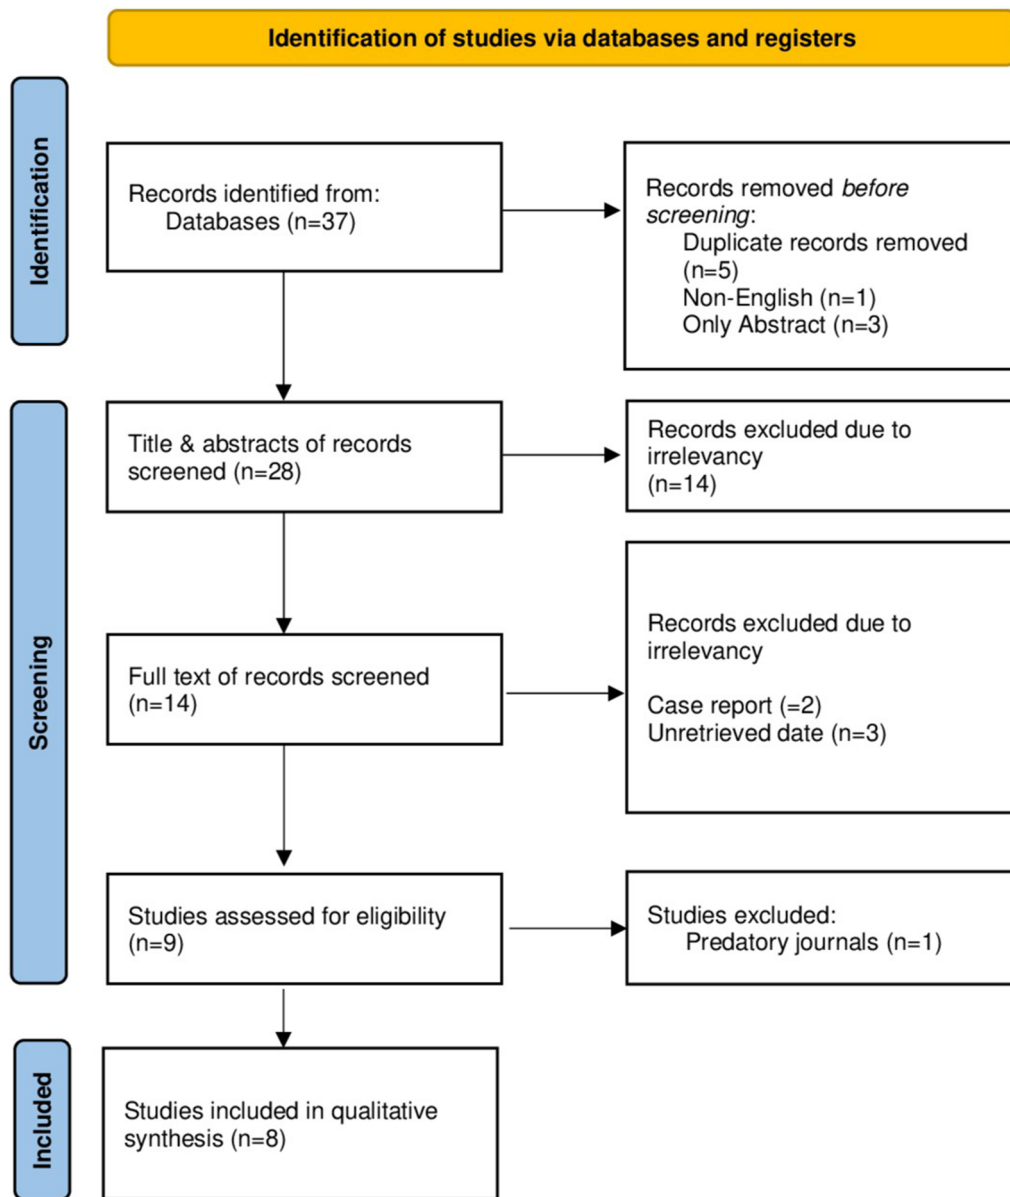 Identification of studies via databases and registers
Identification
Records identified from:
Databases (n=37)
Records removed before
screening:
Duplicate records removed
(n=5)
Non-English (n=1)
Only Abstract (n=3)
Screening
Title & abstracts of records
screened (n=28)
Records excluded due to
irrelevancy
(n=14)
Full text of records screened
(n=14)
Records excluded due to
irrelevancy
Case report (=2)
Unretrieved date (n=3)
Studies assessed for eligibility
(n=9)
Studies excluded:
Predatory journals (n=1)
Included
Studies included in qualitative
synthesis (n=8)